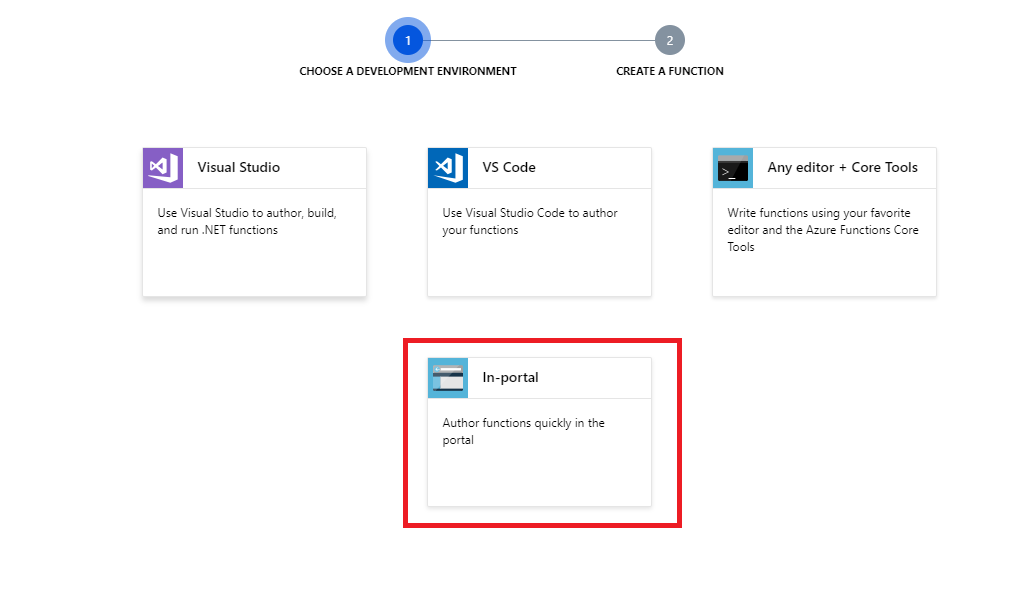 1
2
CHOOSE A DEVELOPMENT ENVIRONMENT
CREATE A FUNCTION
Visual Studio
Use Visual Studio to author, build,
and run .NET functions
VS Code
Use Visual Studio Code to author
your functions
Any editor + Core Tools
Write functions using your favorite
editor and the Azure Functions Core
Tools
In-portal
Author functions quickly in the
portal